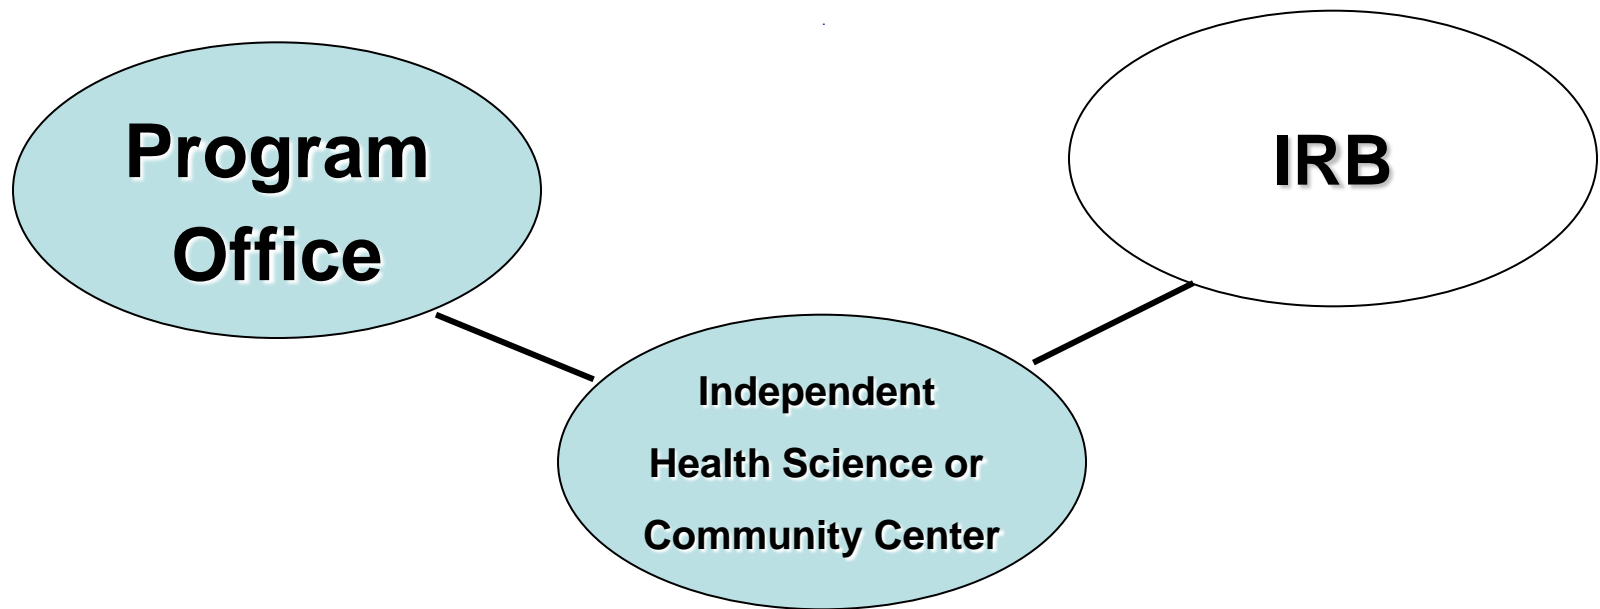 Program
Office
IRB
Independent
Health Science or
Community Center